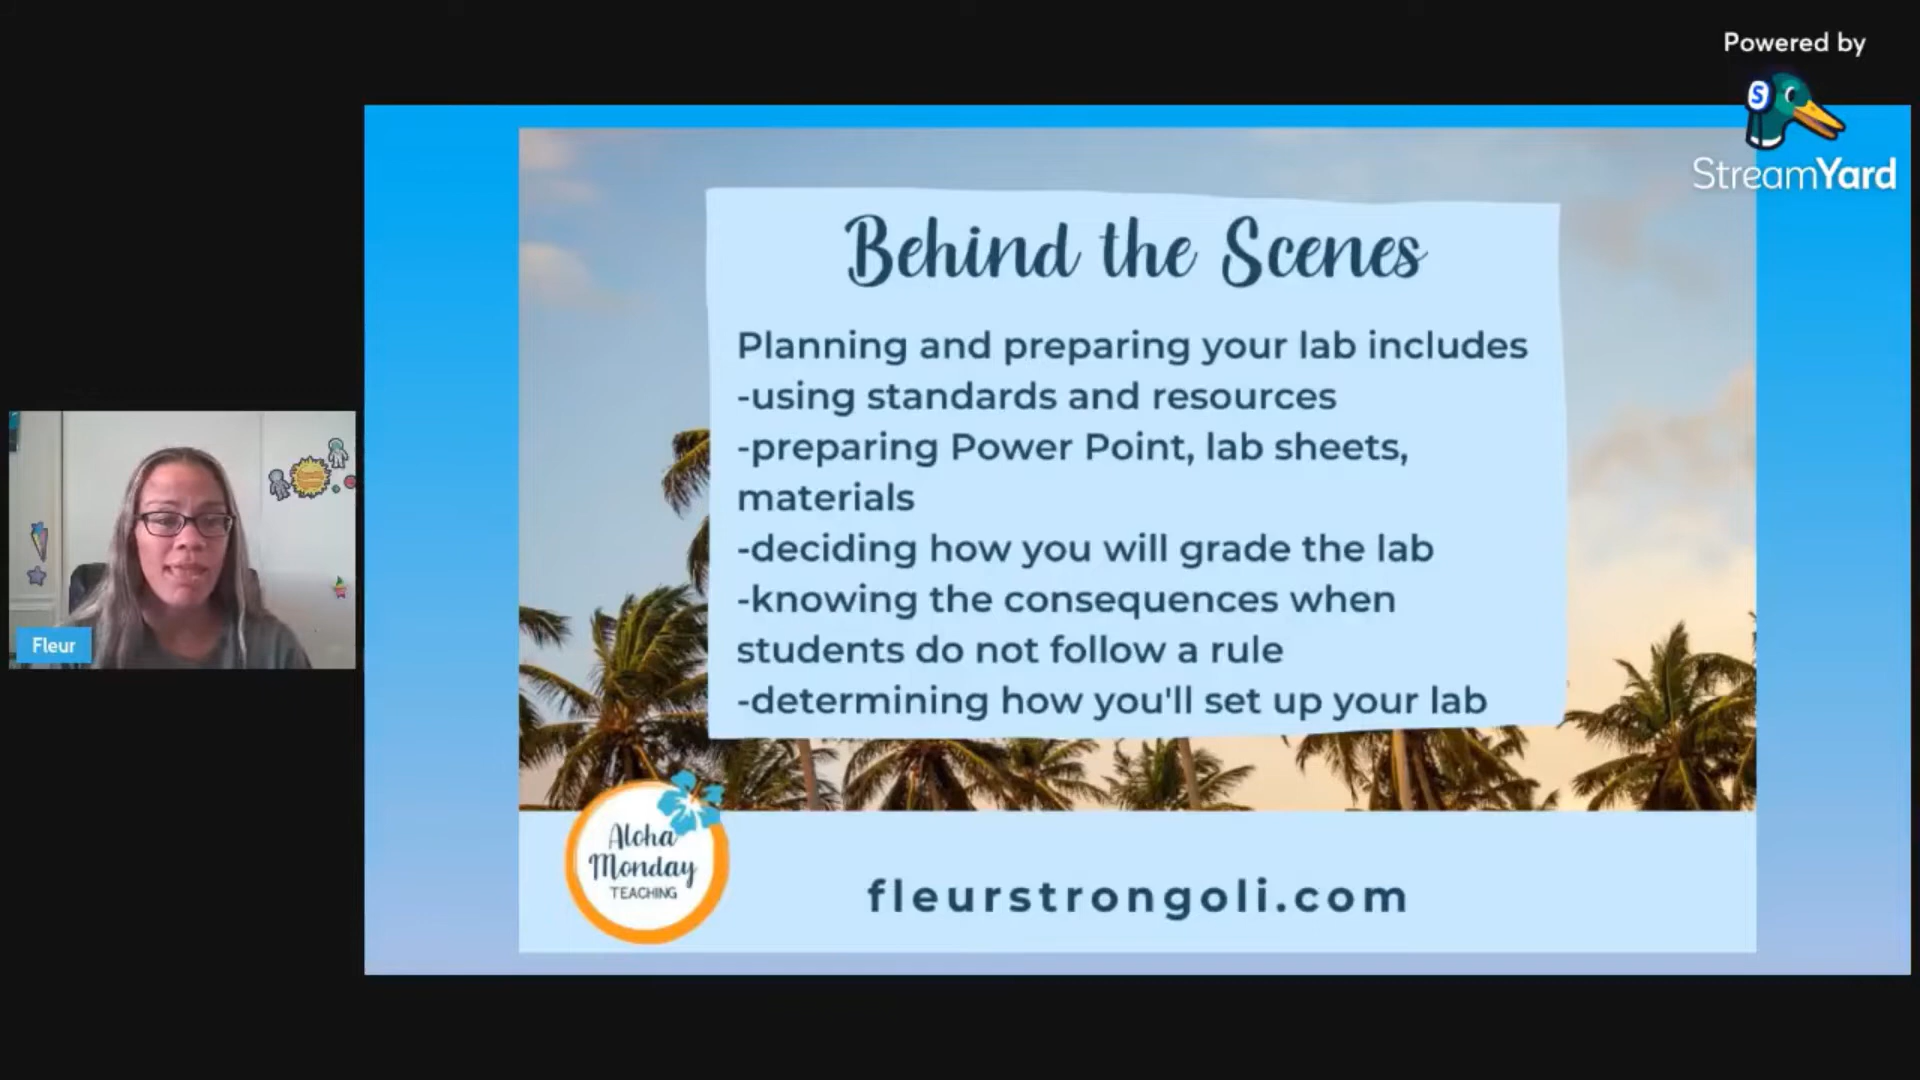 Powered by
S
StreamYard
Behind the Scenes
Planning and preparing your lab includes
-using standards and resources
-preparing Power Point, lab sheets,
materials
-deciding how you will grade the lab
-knowing the consequences when
students do not follow a rule
-determining how you'll set up your lab
Fleur
Aloha
Monday
TEACHING
fleurstrongoli.com